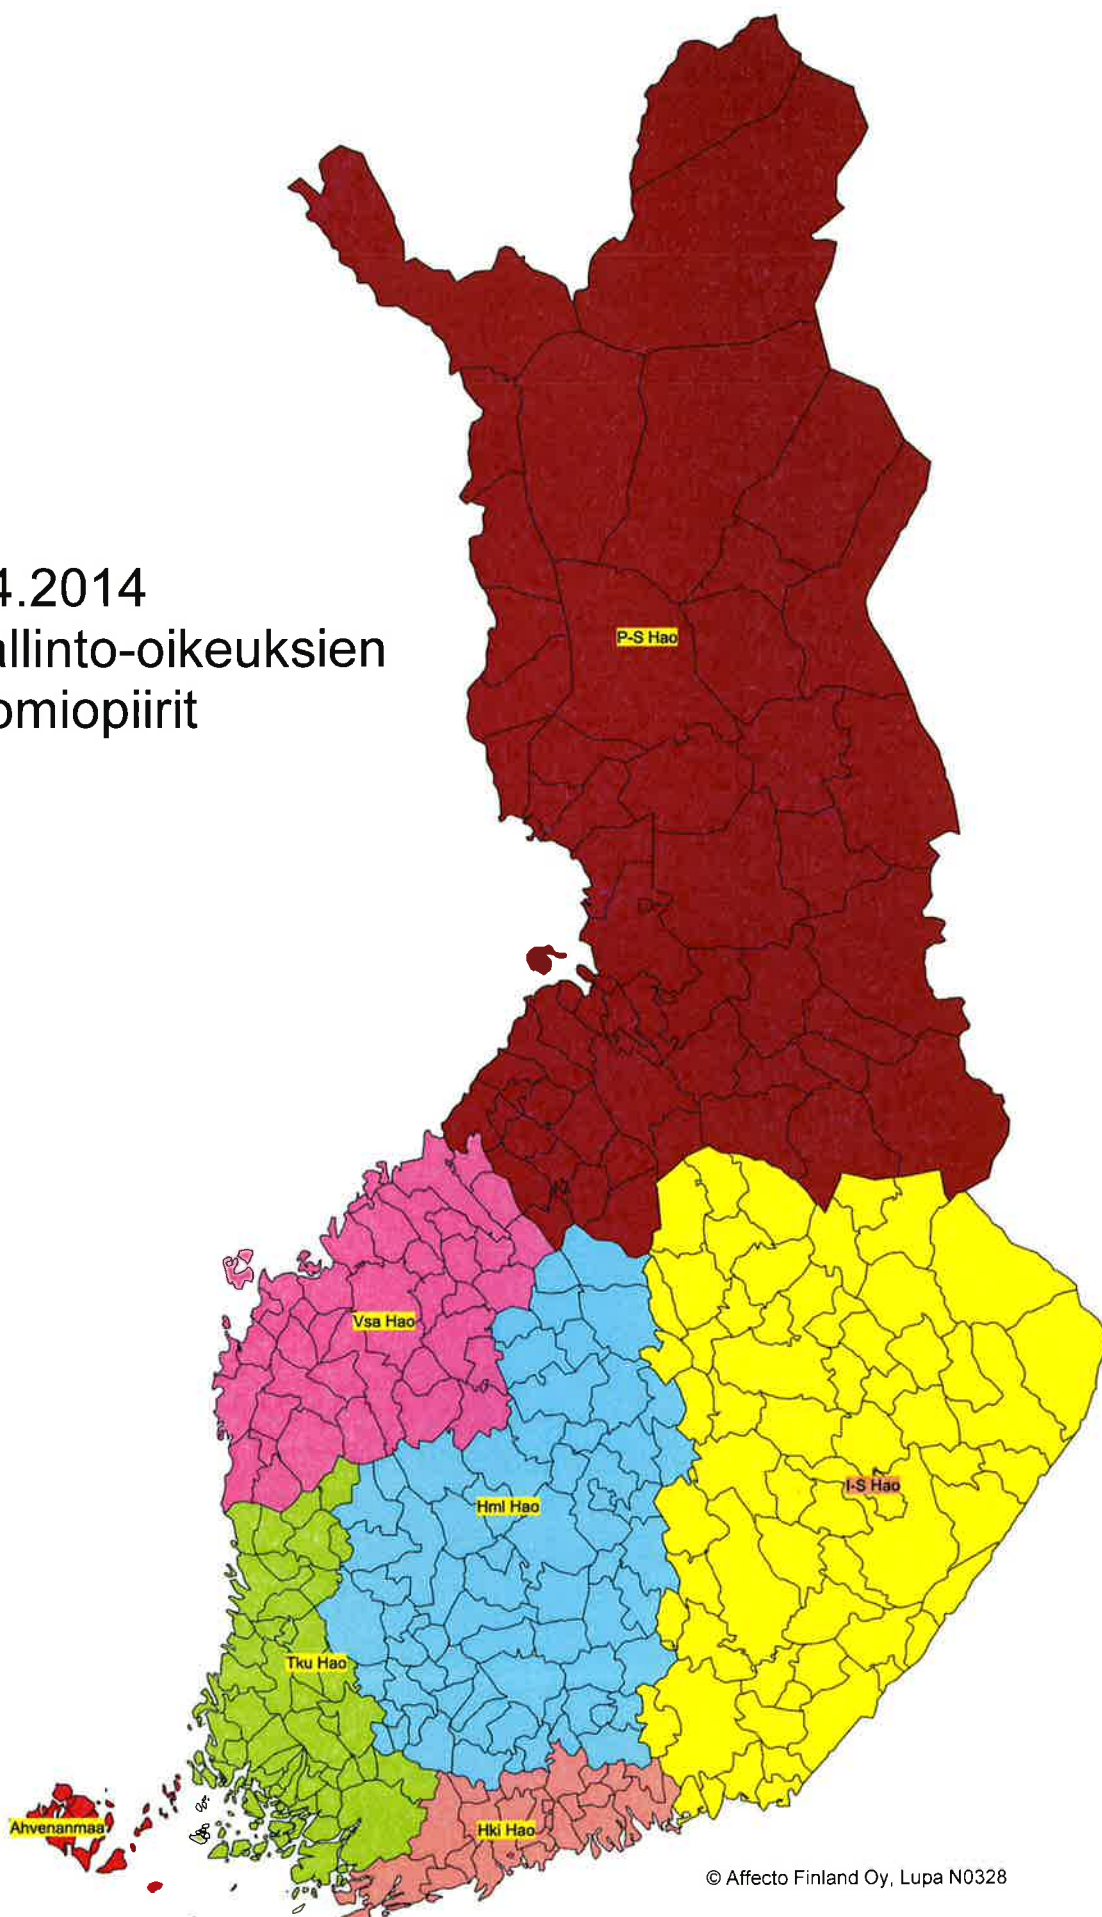 4.2014
allinto-oikeuksien
omiopiirit
P-S Hao
Vsa Hao
Hml Hao
I-S Hao
Tku Hao
Ahvenanmaa
Hki Hao
© Affecto Finland Oy, Lupa N0328